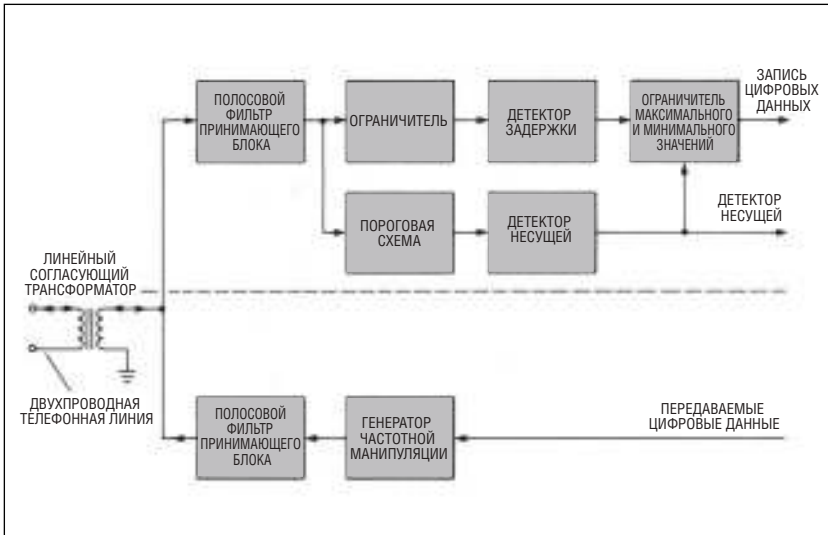 ПОЛОСОВОЙ
ФИЛЬТР
ПРИНИМАЮЩЕГО
БЛОКА
ОГРАНИЧИТЕЛЬ
ДЕТЕКТОР
ЗАДЕРЖКИ
ОГРАНИЧИТЕЛЬ
МАКСИМАЛЬНОГО
И МИНИМАЛЬНОГО
ЗНАЧЕНИЙ
ЗАПИСЬ
ЦИФРОВЫХ
ДАННЫХ
ПОРОГОВАЯ
СХЕМА
ДЕТЕКТОР
НЕСУЩЕЙ
ДЕТЕКТОР
НЕСУЩЕЙ
ЛИНЕЙНЫЙ
СОГЛАСУЮЩИЙ
ТРАНСФОРМАТОР
ДВУХПРОВОДНАЯ
ТЕЛЕФОННАЯ ЛИНИЯ
ПОЛОСОВОЙ
ФИЛЬТР
ПРИНИМАЮЩЕГО
БЛОКА
ГЕНЕРАТОР
ЧАСТОТНОЙ
МАНИПУЛЯЦИИ
ПЕРЕДАВАЕМЫЕ
ЦИФРОВЫЕ ДАННЫЕ